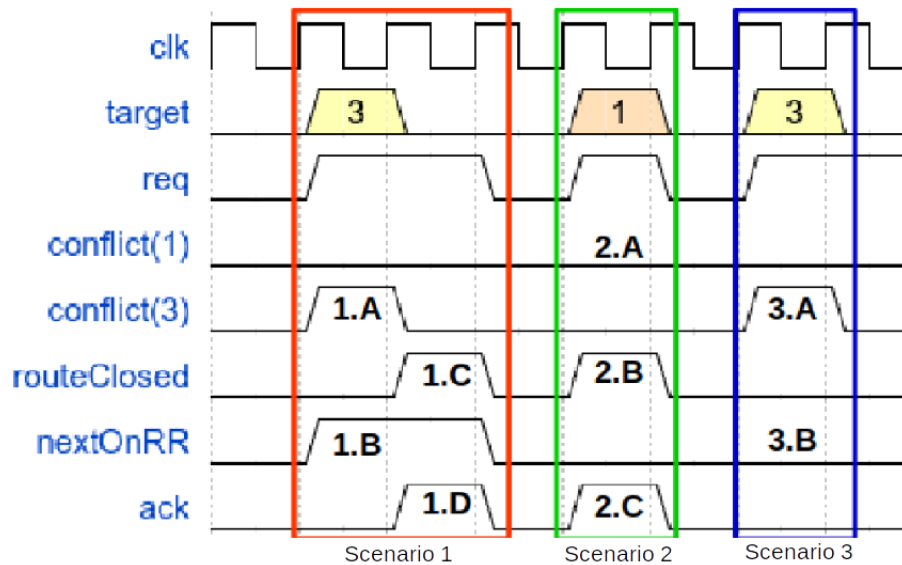 clk
target 3 1 3
req
conflict(1) 2.A
conflict(3) 1.A 3.A
routeClosed 1.C 2.B
nextOnRR 1.B 3.B
ack 1.D 2.C
Scenario 1 Scenario 2 Scenario 3